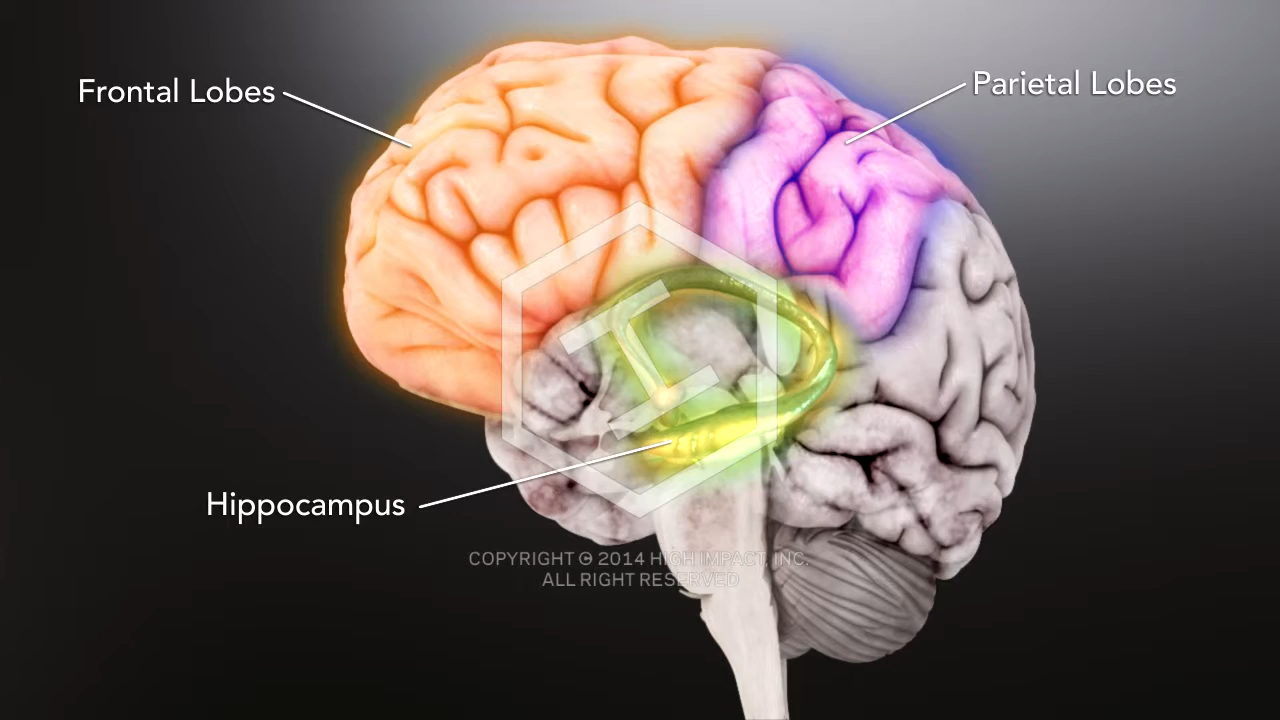 Frontal Lobes
Parietal Lobes
Hippocampus
COPYRIGHT © 2014 HIGH IMPACT, INC.
ALL RIGHT RESERVED